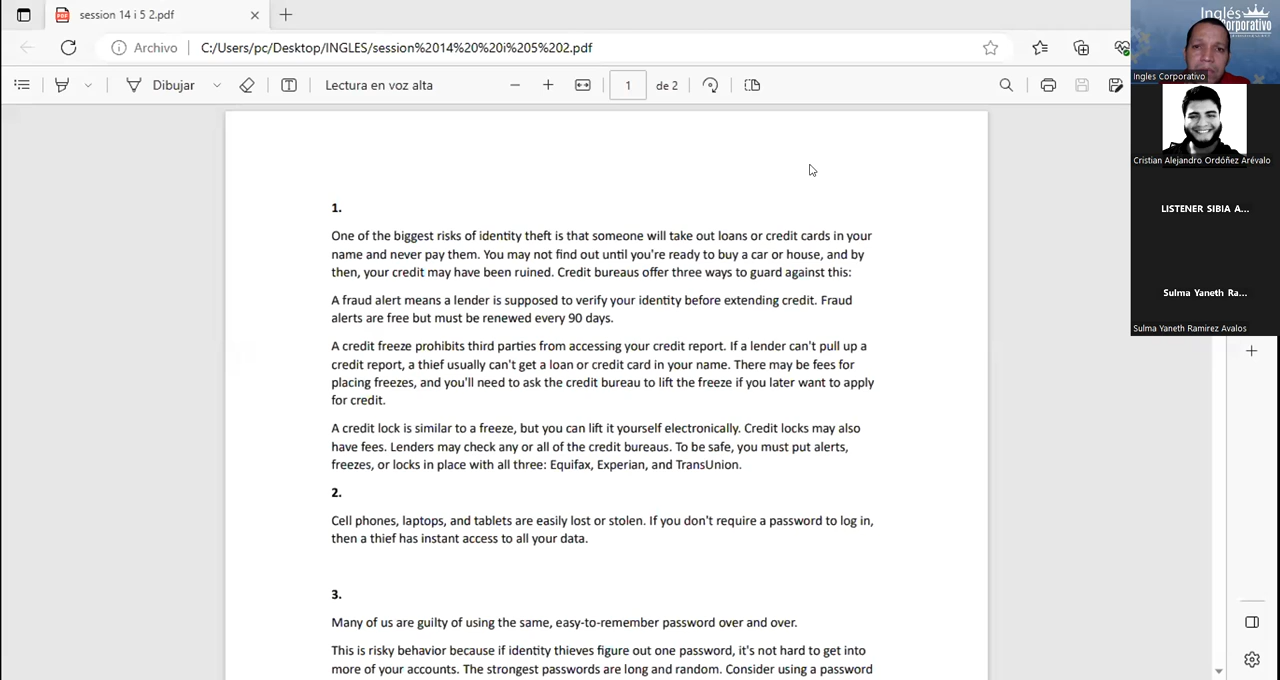 session 14 i 5 2.pdf
Archivo
C:/Users/pc/Desktop/INGLES/session%2014%20%20i%205%202.pdf
Dibujar
Lectura en voz alta
1
de 2
Inglés
Corporativo
Ingles Corporativo
Cristian Alejandro Ordóñez Arévalo
LISTENER SIBIA A...
Sulma Yaneth Ra...
Sulma Yaneth Ramirez Avalos
1.
One of the biggest risks of identity theft is that someone will take out loans or credit cards in your
name and never pay them. You may not find out until you're ready to buy a car or house, and by
then, your credit may have been ruined. Credit bureaus offer three ways to guard against this:
A fraud alert means a lender is supposed to verify your identity before extending credit. Fraud
alerts are free but must be renewed every 90 days.
A credit freeze prohibits third parties from accessing your credit report. If a lender can't pull up a
credit report, a thief usually can't get a loan or credit card in your name. There may be fees for
placing freezes, and you'll need to ask the credit bureau to lift the freeze if you later want to apply
for credit.
A credit lock is similar to a freeze, but you can lift it yourself electronically. Credit locks may also
have fees. Lenders may check any or all of the credit bureaus. To be safe, you must put alerts,
freezes, or locks in place with all three: Equifax, Experian, and TransUnion.
2.
Cell phones, laptops, and tablets are easily lost or stolen. If you don't require a password to log in,
then a thief has instant access to all your data.
3.
Many of us are guilty of using the same, easy-to-remember password over and over.
This is risky behavior because if identity thieves figure out one password, it's not hard to get into
more of your accounts. The strongest passwords are long and random. Consider using a password